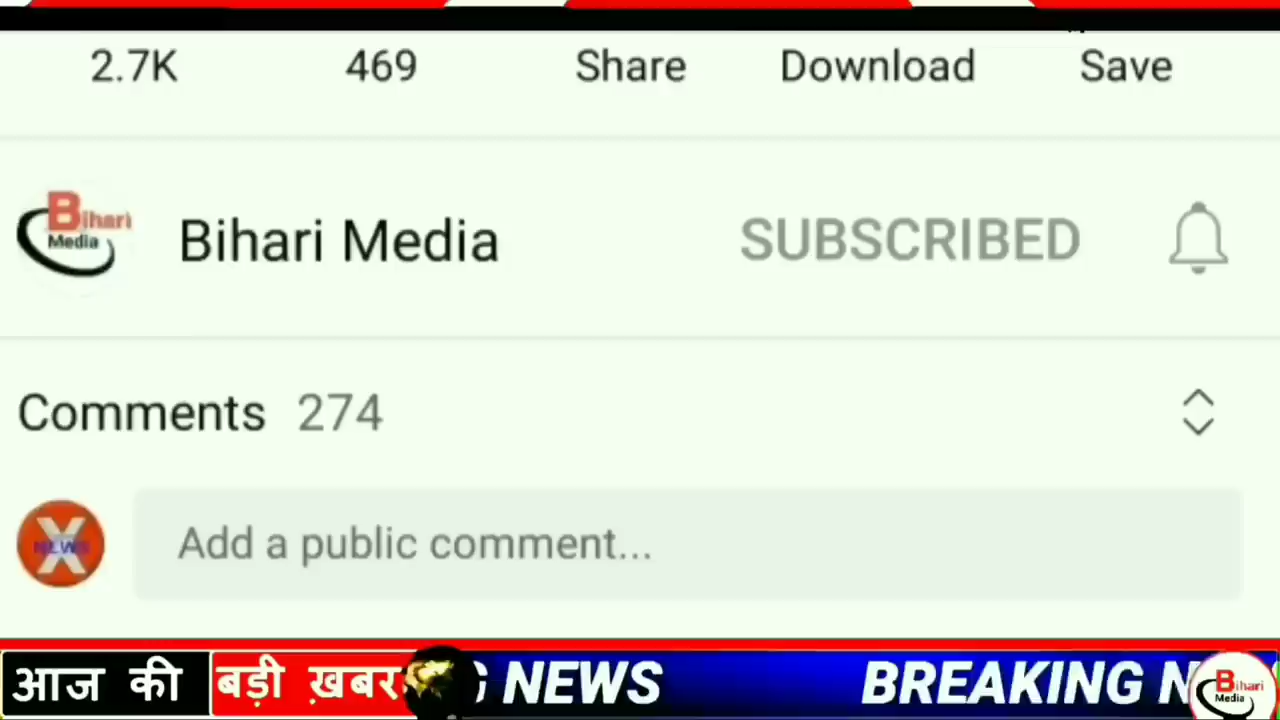 2.7K 469 Share Download Save
Bihari Media
Bihari Media SUBSCRIBED
Comments 274
X NEWS Add a public comment...
आज की बड़ी ख़बर G NEWS BREAKING N
Bihari Media